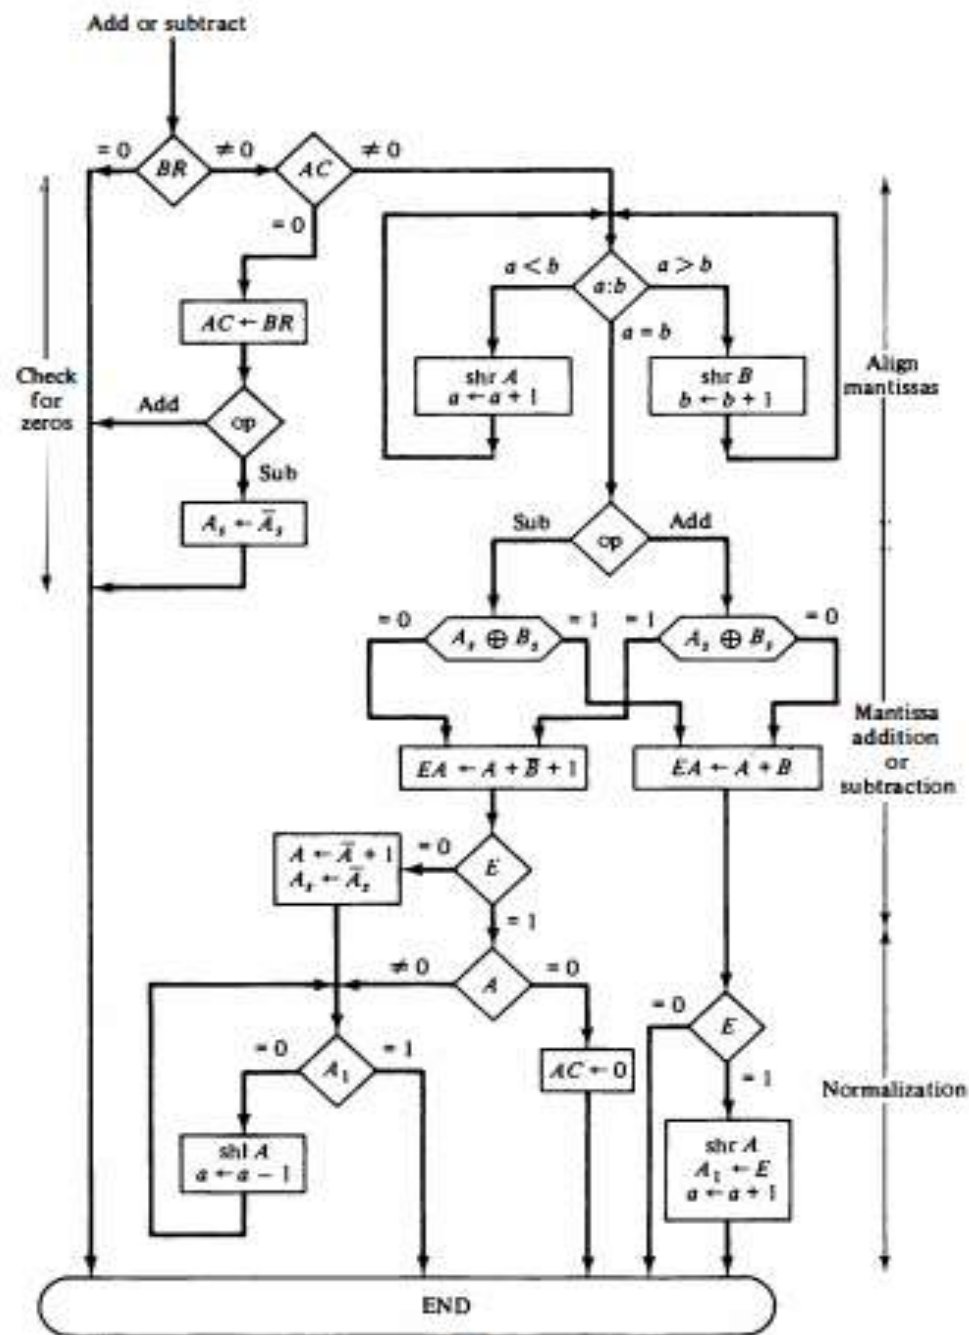 Add or subtract
= 0
BR
≠ 0
AC
≠ 0
= 0
a < b
a:b
a > b
a = b
AC ← BR
shr A
a ← a + 1
shr B
b ← b + 1
Align
mantissas
Check
for
zeros
Add
op
Sub
A̅s ← A̅s
Sub
op
Add
= 0
As ⊕ Bs
= 1
= 1
As ⊕ Bs
= 0
EA ← A + B̅ + 1
EA ← A + B
Mantissa
addition
or
subtraction
A ← A̅ + 1
As ← A̅s
= 0
E
= 1
≠ 0
A
= 0
= 0
E
= 1
= 0
A1
= 1
AC ← 0
Normalization
shl A
a ← a − 1
shr A
A1 ← E
a ← a + 1
END